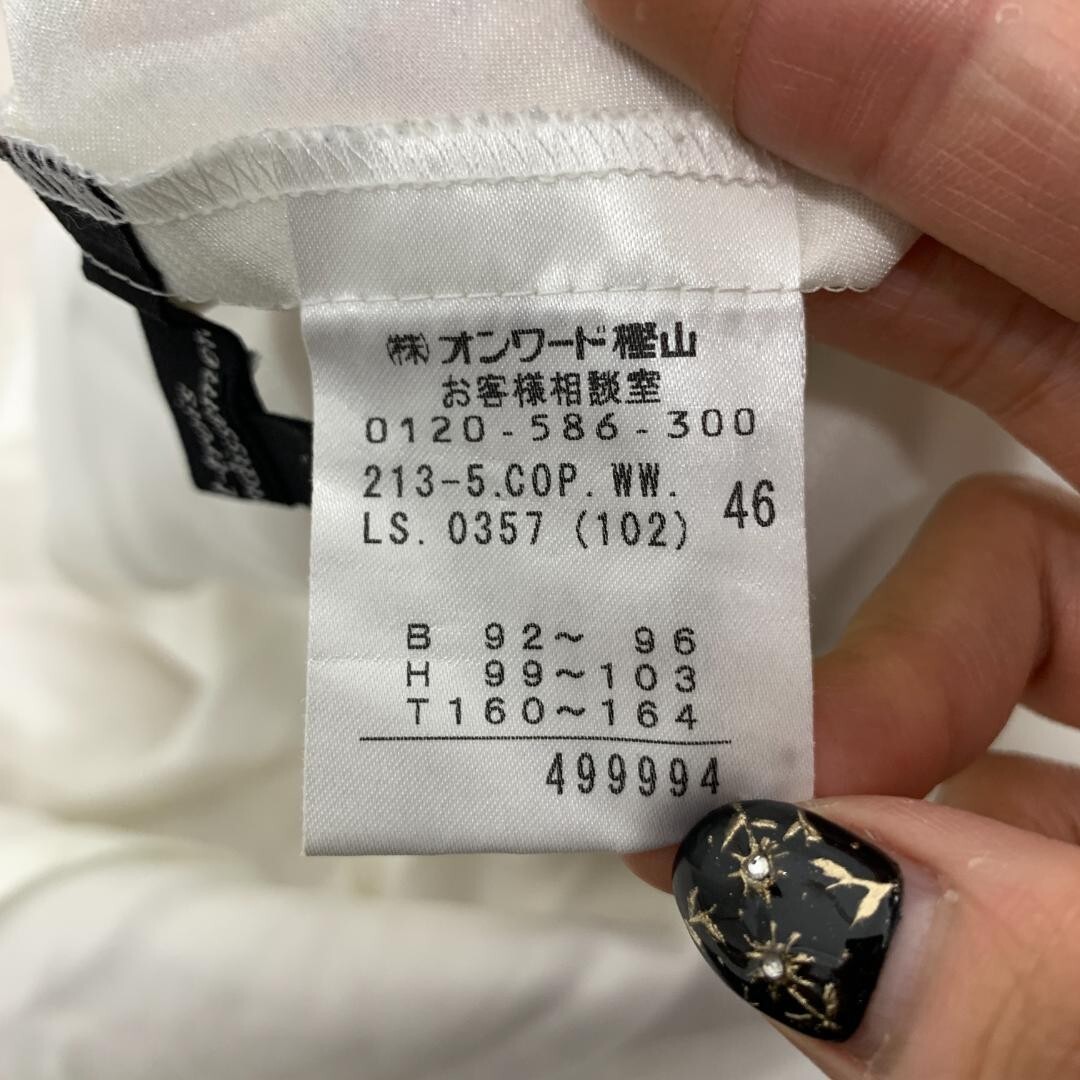 (株)オンワード樫山
お客様相談室
0120-586-300
213-5.COP.WW.
LS. 0357 (102)
46
B 92～ 96
H 99～103
T160～164
499994